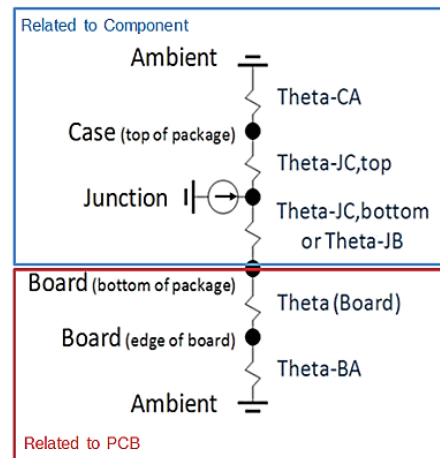 Related to Component
Ambient
Theta-CA
Case (top of package)
Theta-JC,top
Junction
Theta-JC,bottom
or Theta-JB
Board (bottom of package)
Theta (Board)
Board (edge of board)
Theta-BA
Ambient
Related to PCB